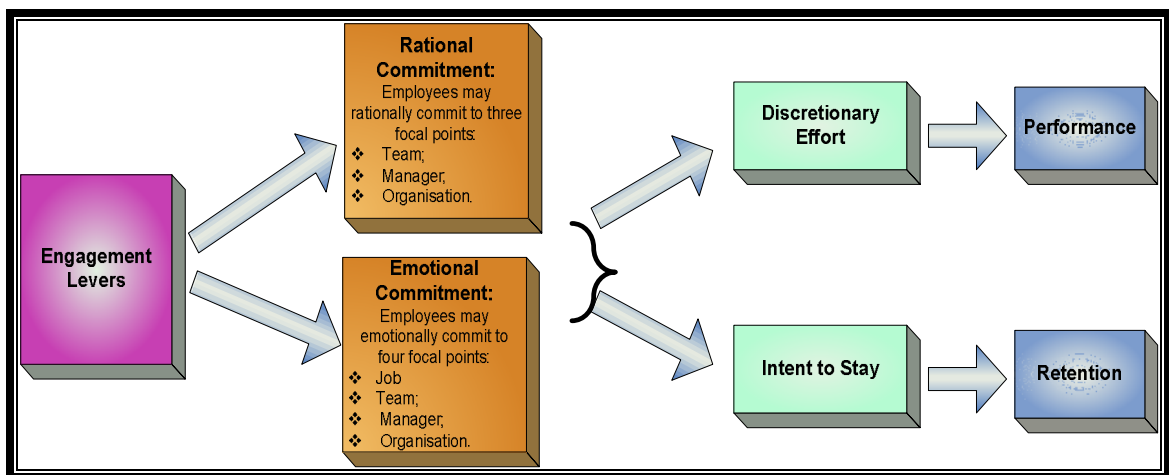 Engagement
Levers
Rational
Commitment:
Employees may
rationally commit to three
focal points:
❖ Team;
❖ Manager;
❖ Organisation.
Emotional
Commitment:
Employees may
emotionally commit to
four focal points:
❖ Job
❖ Team;
❖ Manager;
❖ Organisation.
Discretionary
Effort
Performance
Intent to Stay
Retention